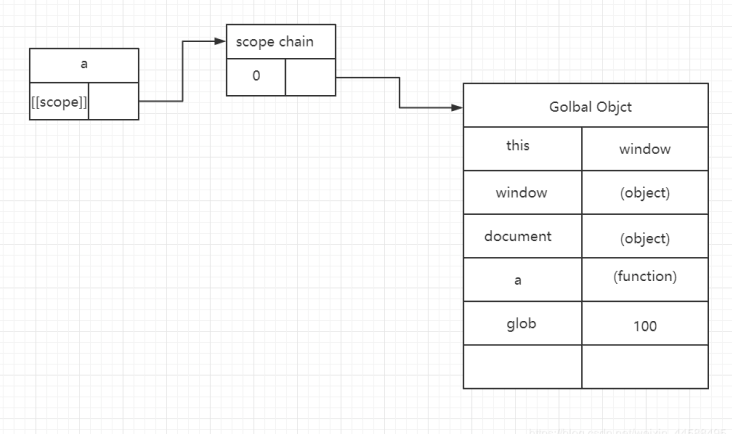 a
[[scope]]
scope chain
0
Golbal Objct
this window
window (object)
document (object)
a (function)
glob 100